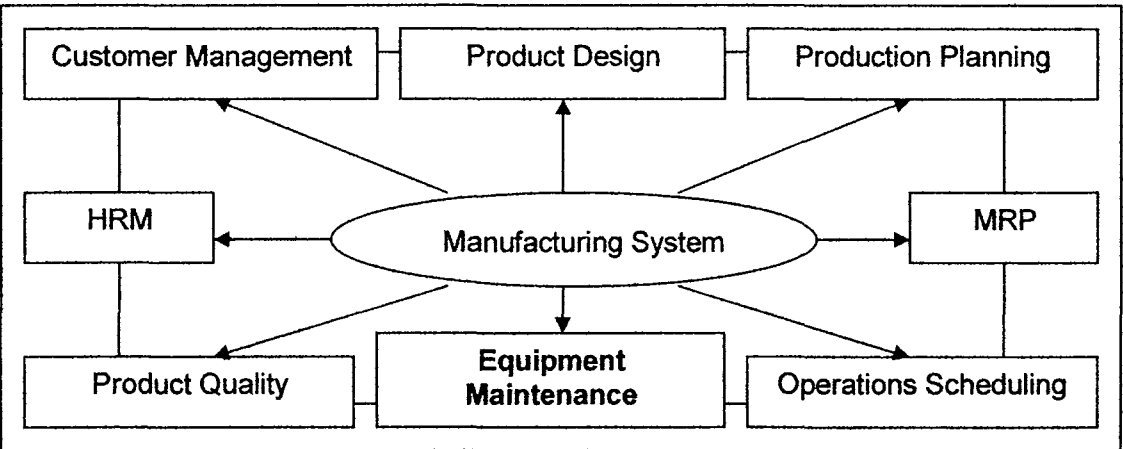 Customer Management
Product Design
Production Planning
HRM
Manufacturing System
MRP
Product Quality
Equipment
Maintenance
Operations Scheduling